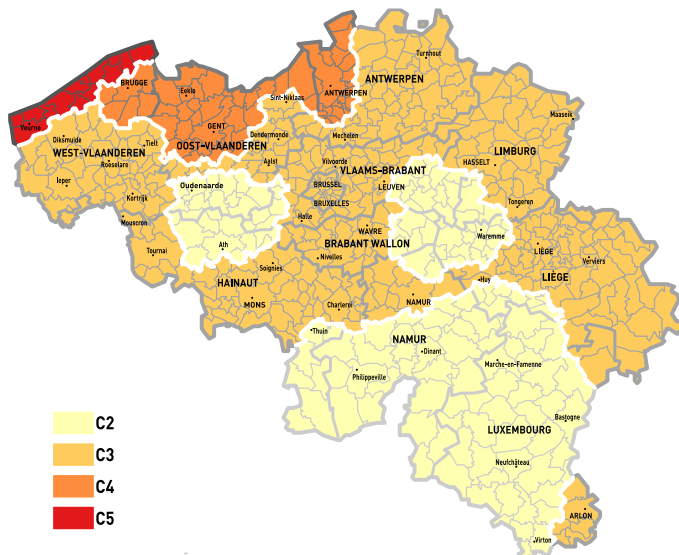 Turnhout
ANTWERPEN
BRUGGE
Eeklo
ANTWERPEN
Sint-Niklaas
Maaseik
Veurne
GENT
Diksmuide
Tielt
OOST-VLAANDEREN
Dendermonde
Mechelen
WEST-VLAANDEREN
LIMBURG
Roeselare
Aalst
Vilvoorde
HASSELT
VLAAMS-BRABANT
Ieper
Oudenaarde
BRUSSEL
LEUVEN
Kortrijk
BRUXELLES
Tongeren
Mouscron
Halle
WAVRE
Waremme
Tournai
Ath
BRABANT WALLON
LIÈGE
Nivelles
Verviers
Soignies
HAINAUT
Huy
LIÈGE
MONS
Charleroi
NAMUR
Thuin
NAMUR
Dinant
Marche-en-Famenne
Philippeville
Bastogne
C2
LUXEMBOURG
C3
Neufchâteau
C4
C5
ARLON
Virton